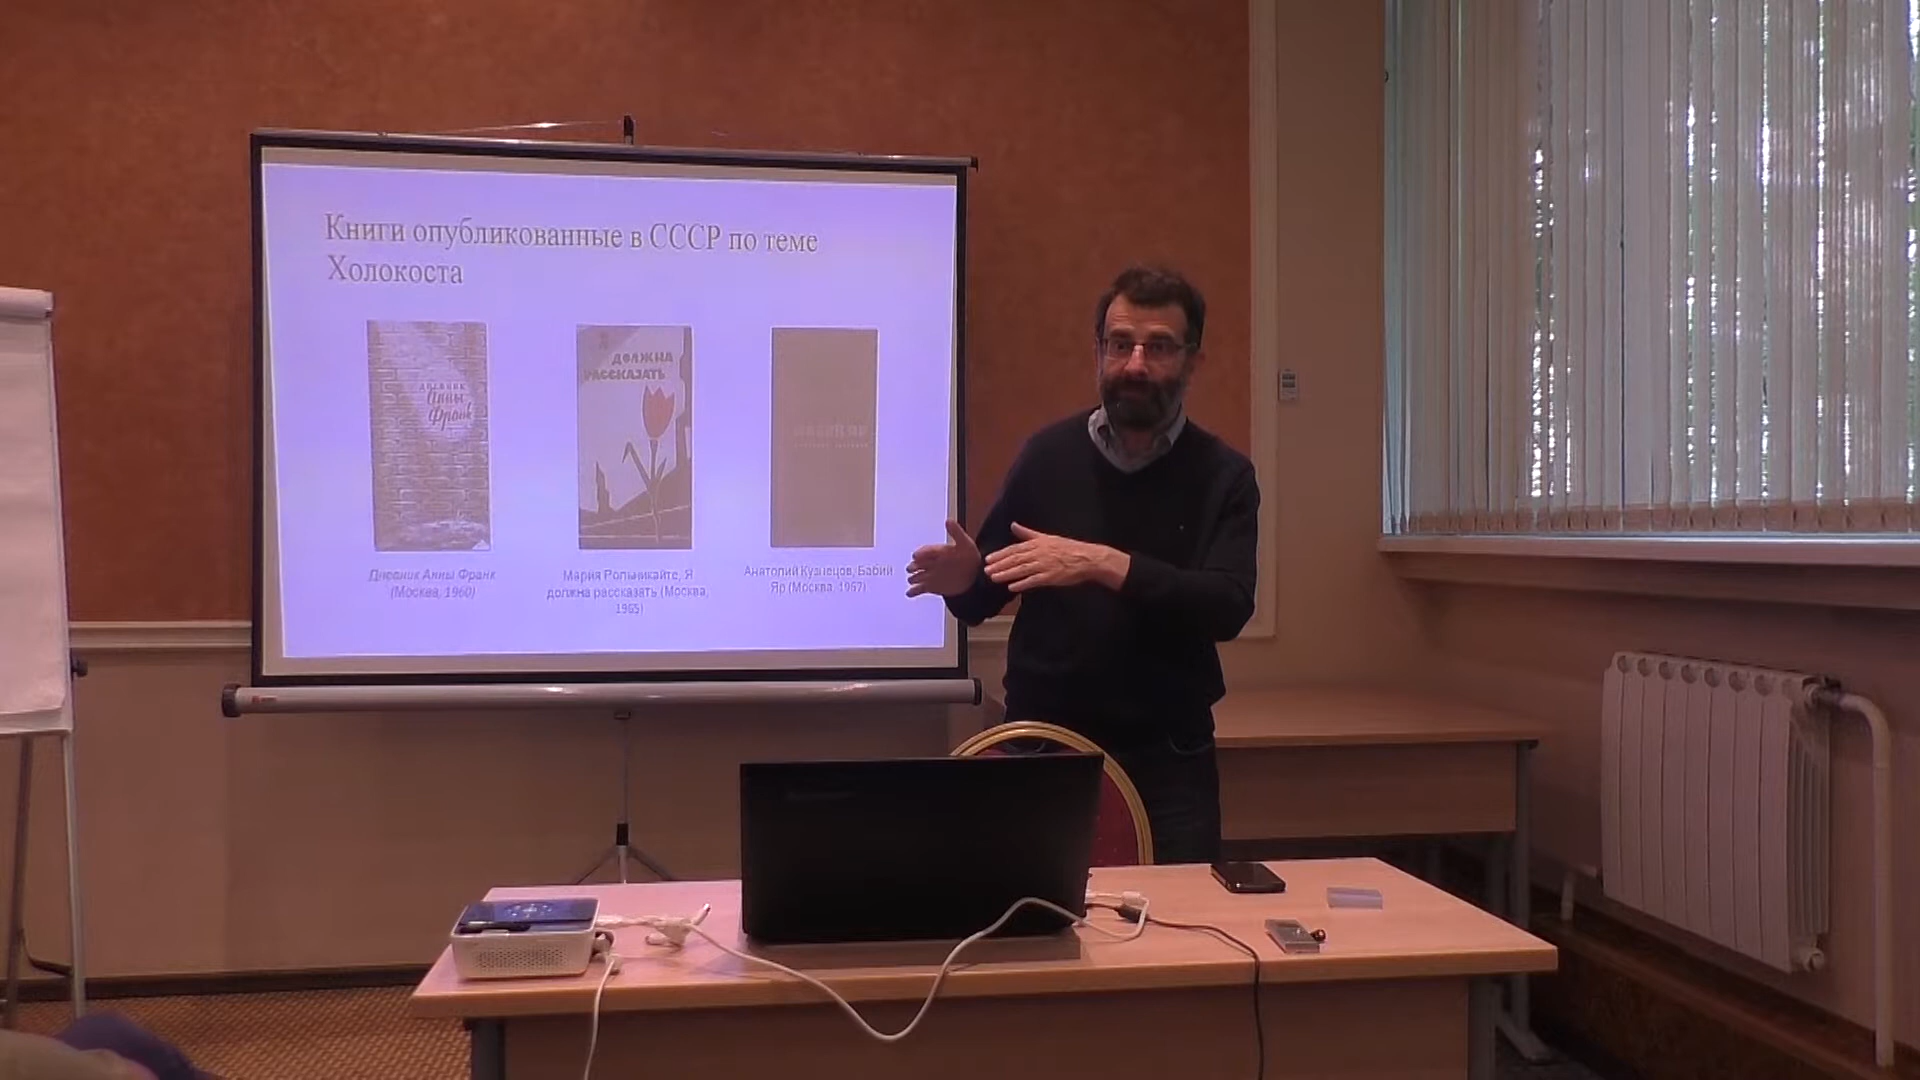 Книги опубликованные в СССР по теме
Холокоста
ДНЕВНИК
Анны
Франк
ДОЛЖНА
РАССКАЗАТЬ
Дневник Анны Франк
(Москва, 1960)
Мария Рольникайте, Я
должна рассказать (Москва,
1965)
Анатолий Кузнецов, Бабий
Яр (Москва, 1967)